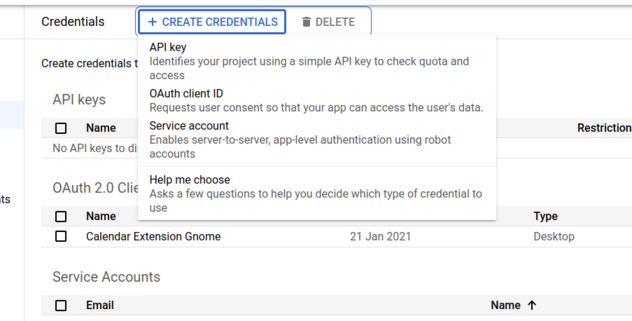 Credentials
+ CREATE CREDENTIALS
DELETE
API key
Identifies your project using a simple API key to check quota and
access
OAuth client ID
Requests user consent so that your app can access the user's data.
Service account
Enables server-to-server, app-level authentication using robot
accounts
Help me choose
Asks a few questions to help you decide which type of credential to
use
Create credentials t
API keys
Name
Restriction
No API keys to di
OAuth 2.0 Clie
nts
Name
Type
Calendar Extension Gnome
21 Jan 2021
Desktop
Service Accounts
Email
Name ↑